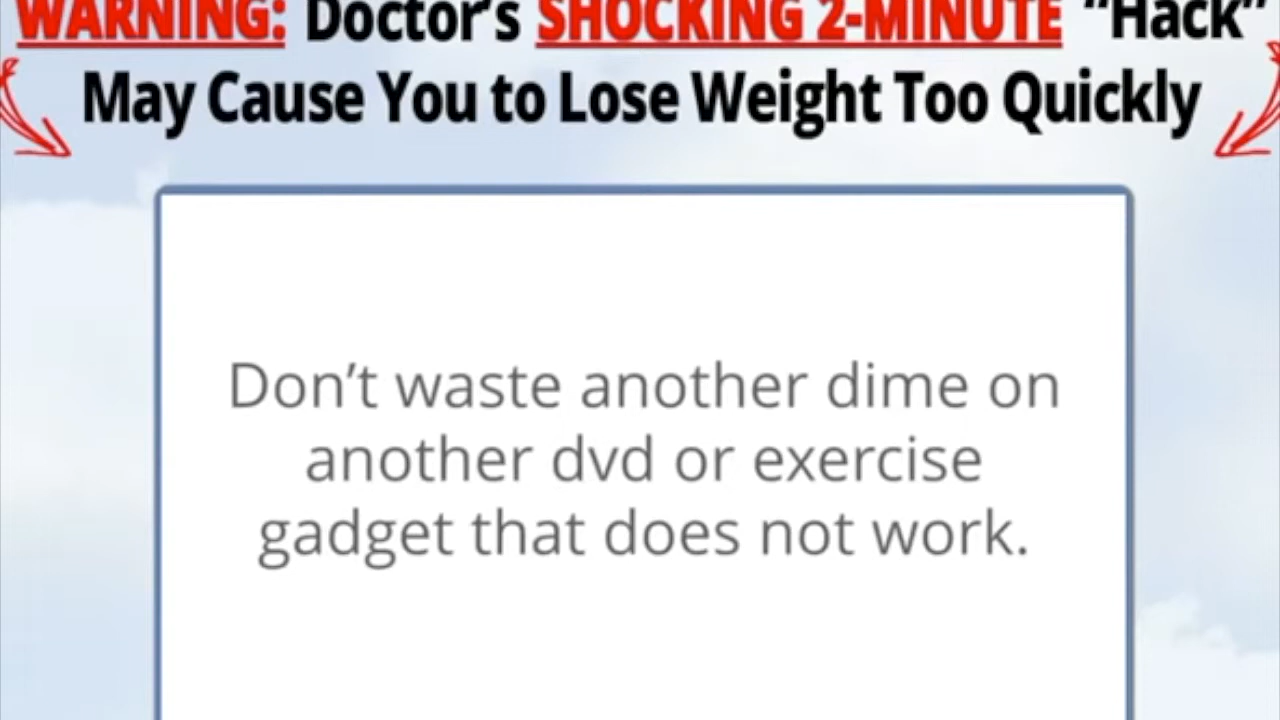 WARNING: Doctor's SHOCKING 2-MINUTE “Hack”
May Cause You to Lose Weight Too Quickly
Don’t waste another dime on
another dvd or exercise
gadget that does not work.